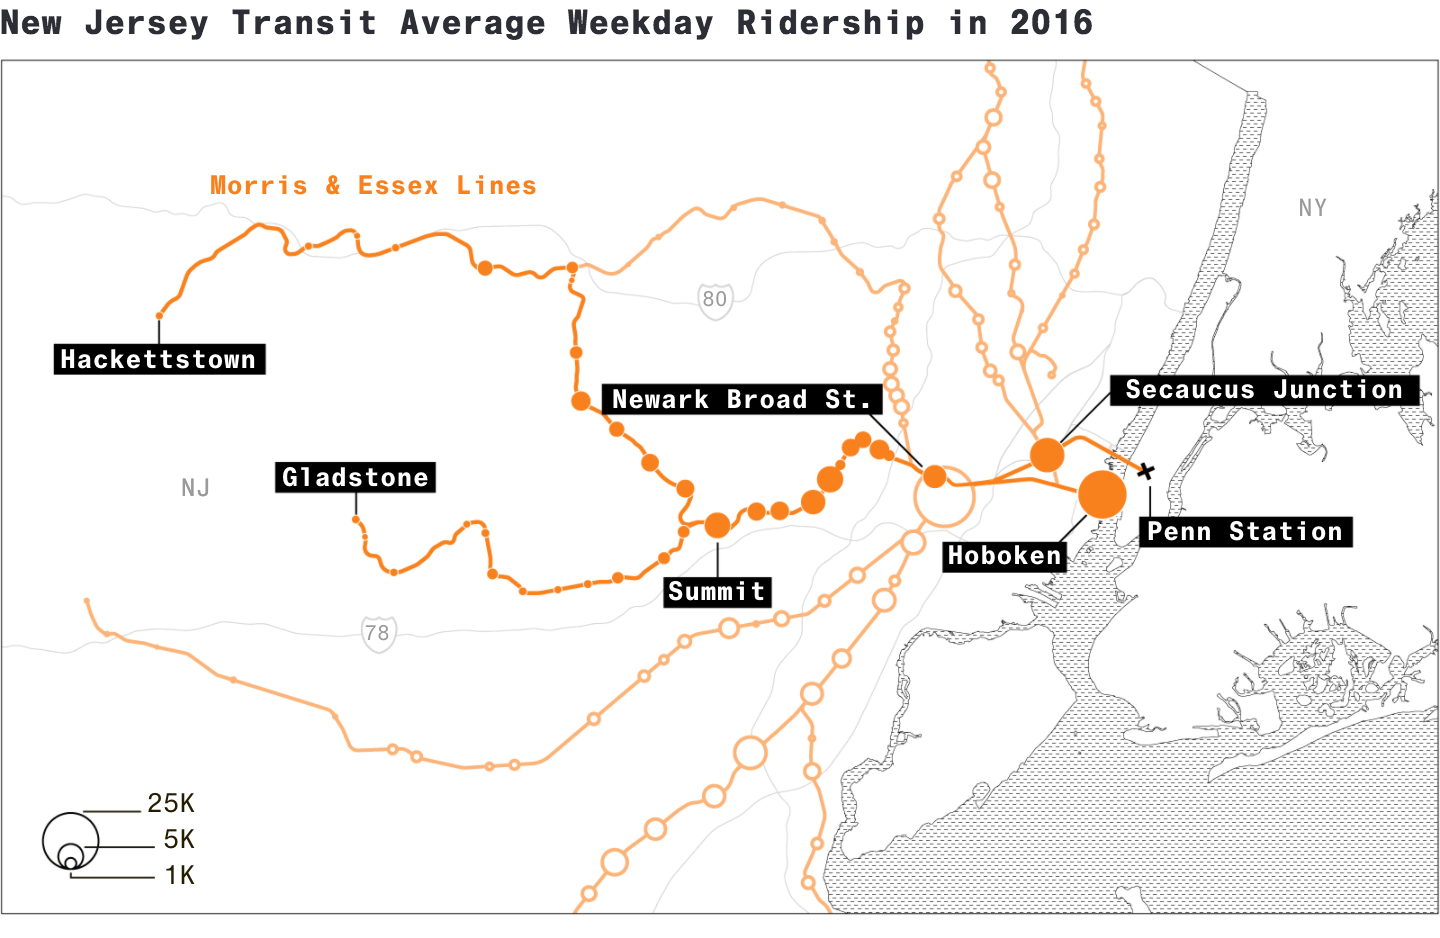 New Jersey Transit Average Weekday Ridership in 2016
Morris & Essex Lines
NY
80
Hackettstown
Secaucus Junction
Newark Broad St.
Gladstone
NJ
Penn Station
Hoboken
Summit
78
25K
5K
1K